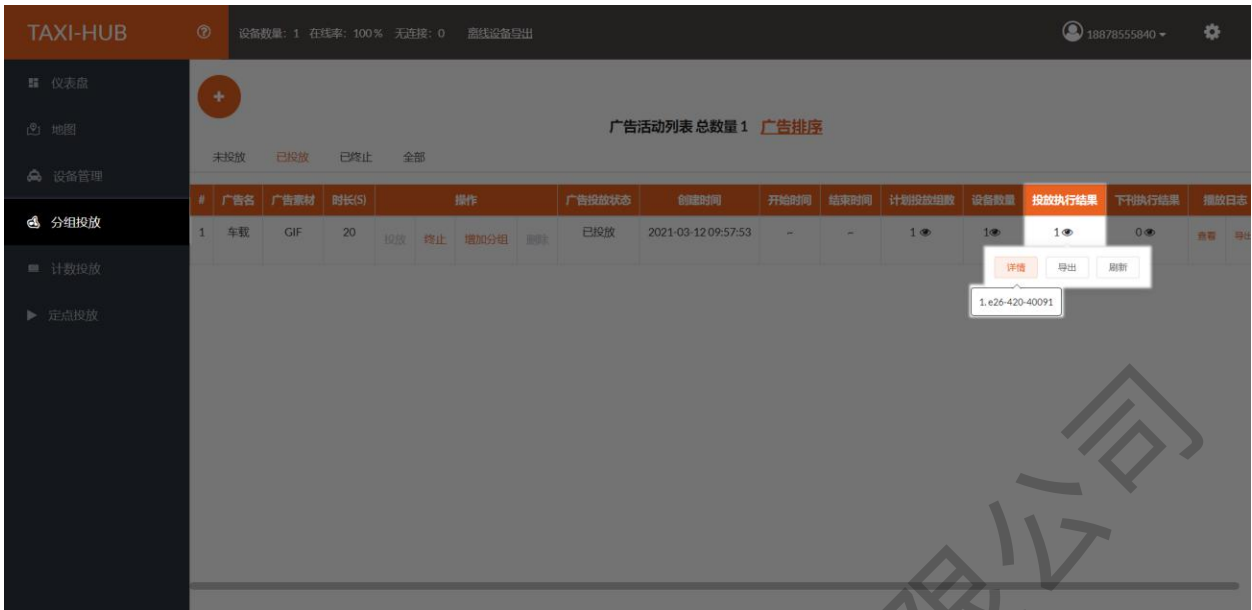 TAXI-HUB
设备数量：1 在线率：100% 无连接：0 离线设备导出
18878555840
仪表盘
地图
设备管理
分组投放
计数投放
定点投放
广告活动列表 总数量 1 广告排序
未投放 已投放 已终止 全部
# 广告名 广告素材 时长(S) 操作 广告投放状态 创建时间 开始时间 结束时间 计划投放组数 设备数量 投放执行结果 下刊执行结果 播放日志
1 车载 GIF 20 投放 终止 增加分组 删除 已投放 2021-03-12 09:57:53 – – 1 1 1 0 查看 导出
详情 导出 刷新
1. e26-420-40091
限公司